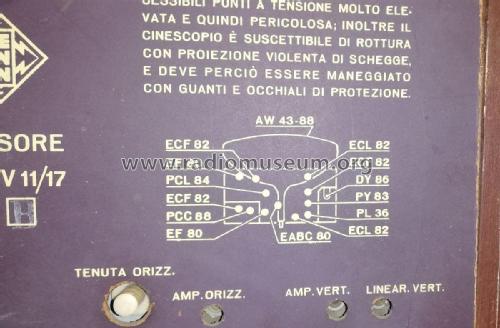 CESSIBILI PUNTI A TENSIONE MOLTO ELE-
VATA E QUINDI PERICOLOSA; INOLTRE IL
CINESCOPIO È SUSCETTIBILE DI ROTTURA
CON PROIEZIONE VIOLENTA DI SCHEGGE,
E DEVE PERCIÒ ESSERE MANEGGIATO
CON GUANTI E OCCHIALI DI PROTEZIONE.
SORE
V 11/17
AW 43-88
ECF 82
PCL 84
ECF 82
PCC 88
EF 80
ECL 82
82
DY 86
PY 83
PL 36
ECL 82
EABC 80
www.radiomuseum.org
TENUTA ORIZZ.
AMP. ORIZZ.
AMP. VERT.
LINEAR. VERT.